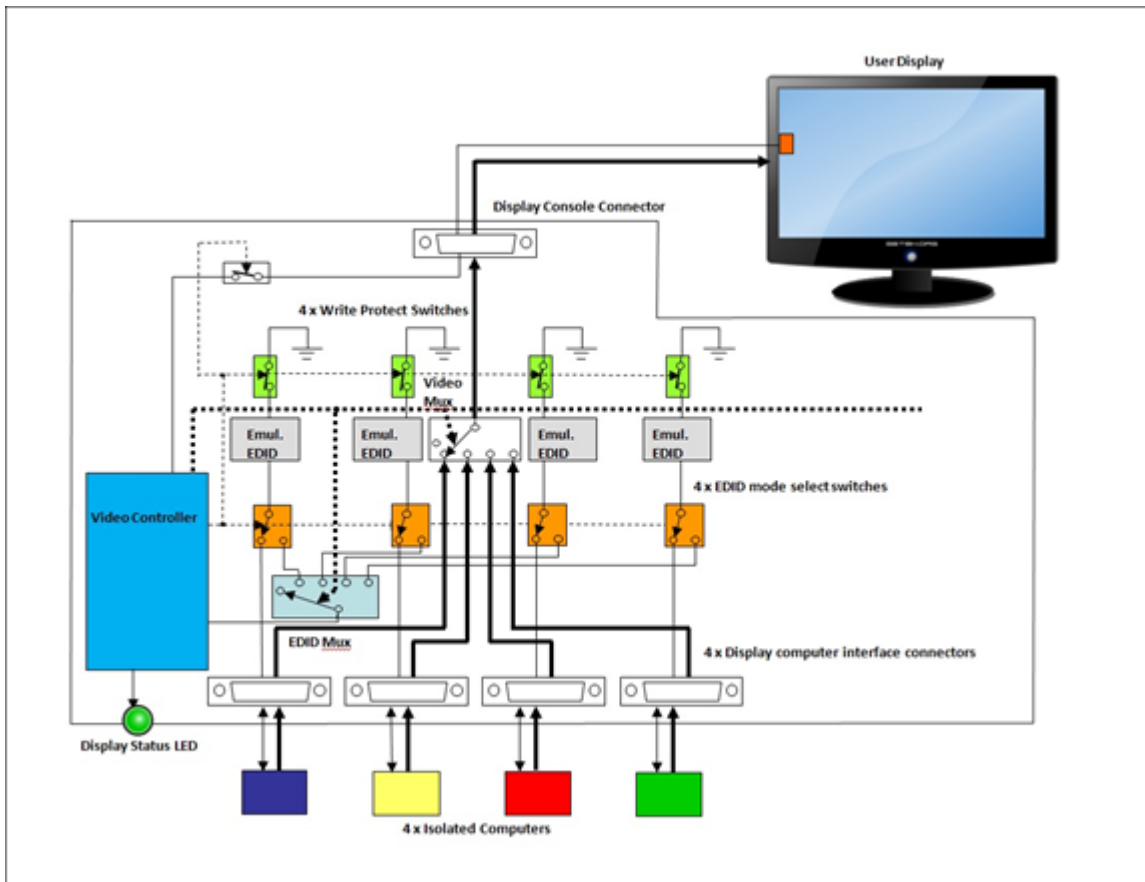 User Display
Display Console Connector
4 x Write Protect Switches
Video
Mux
Emul.
EDID
Emul.
EDID
Emul.
EDID
Emul.
EDID
4 x EDID mode select switches
Video Controller
EDID Mux
4 x Display computer interface connectors
Display Status LED
4 x Isolated Computers